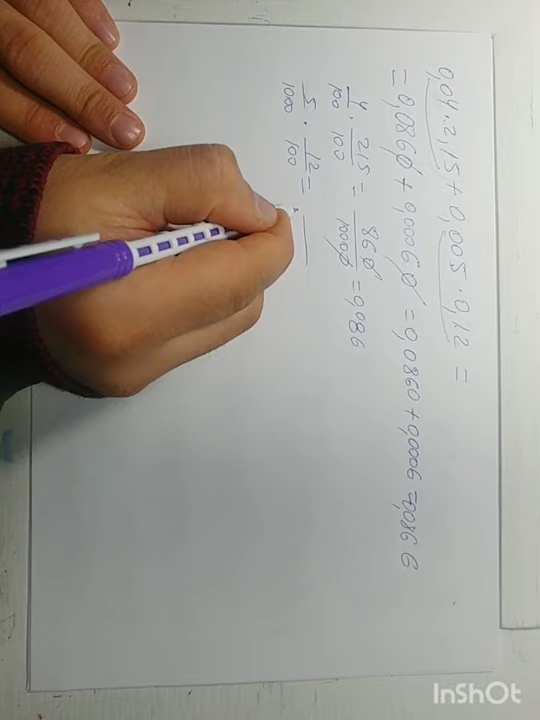 0,04 · 2,15 + 0,005 · 0,12 =
= 0,0860 + 0,00060 = 0,0860 + 0,0006 = 0,0866
4/100 · 215/100 = 860/10000 = 0,086
5/1000 · 12/100 =
InShOt